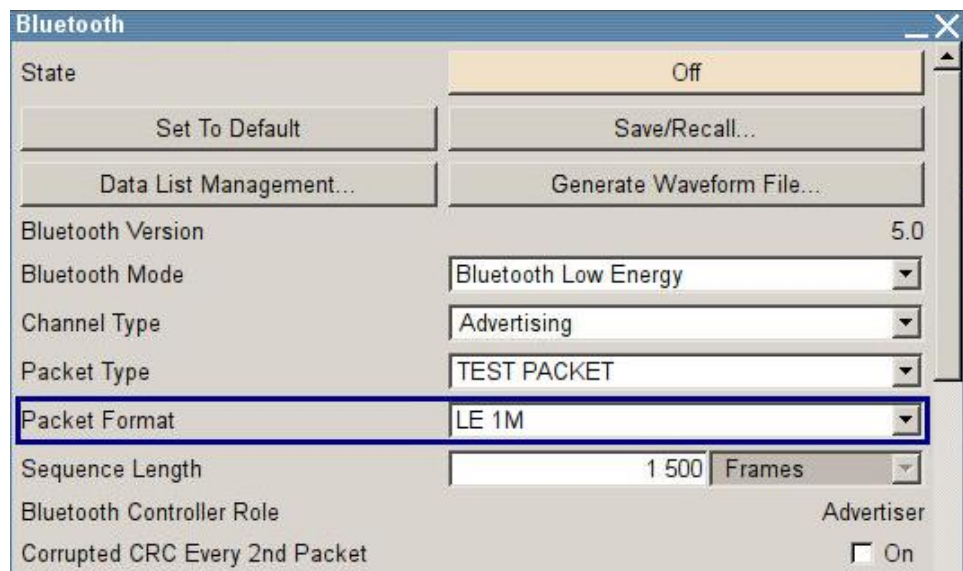 Bluetooth
State Off
Set To Default Save/Recall...
Data List Management... Generate Waveform File...
Bluetooth Version 5.0
Bluetooth Mode Bluetooth Low Energy
Channel Type Advertising
Packet Type TEST PACKET
Packet Format LE 1M
Sequence Length 1 500 Frames
Bluetooth Controller Role Advertiser
Corrupted CRC Every 2nd Packet On